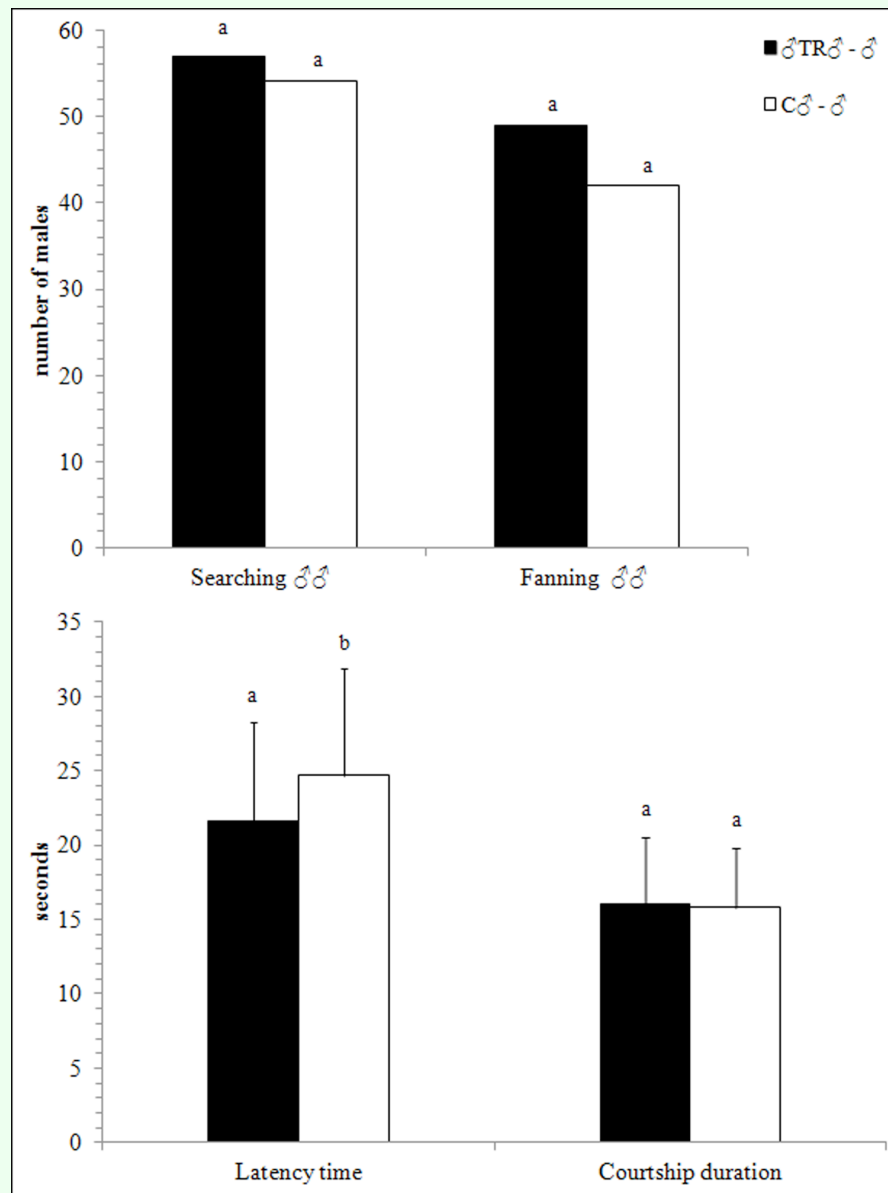 60
50
40
30
20
10
0
number of males
a
a
a
a
♂TR♂ - ♂
C♂ - ♂
Searching ♂♂
Fanning ♂♂
35
30
25
20
15
10
5
0
seconds
a
b
a
a
Latency time
Courtship duration